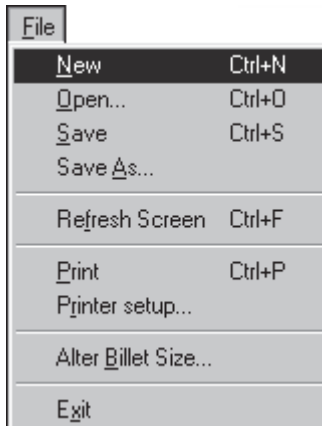 File
New Ctrl+N
Open... Ctrl+O
Save Ctrl+S
Save As...
Refresh Screen Ctrl+F
Print Ctrl+P
Printer setup...
Alter Billet Size...
Exit